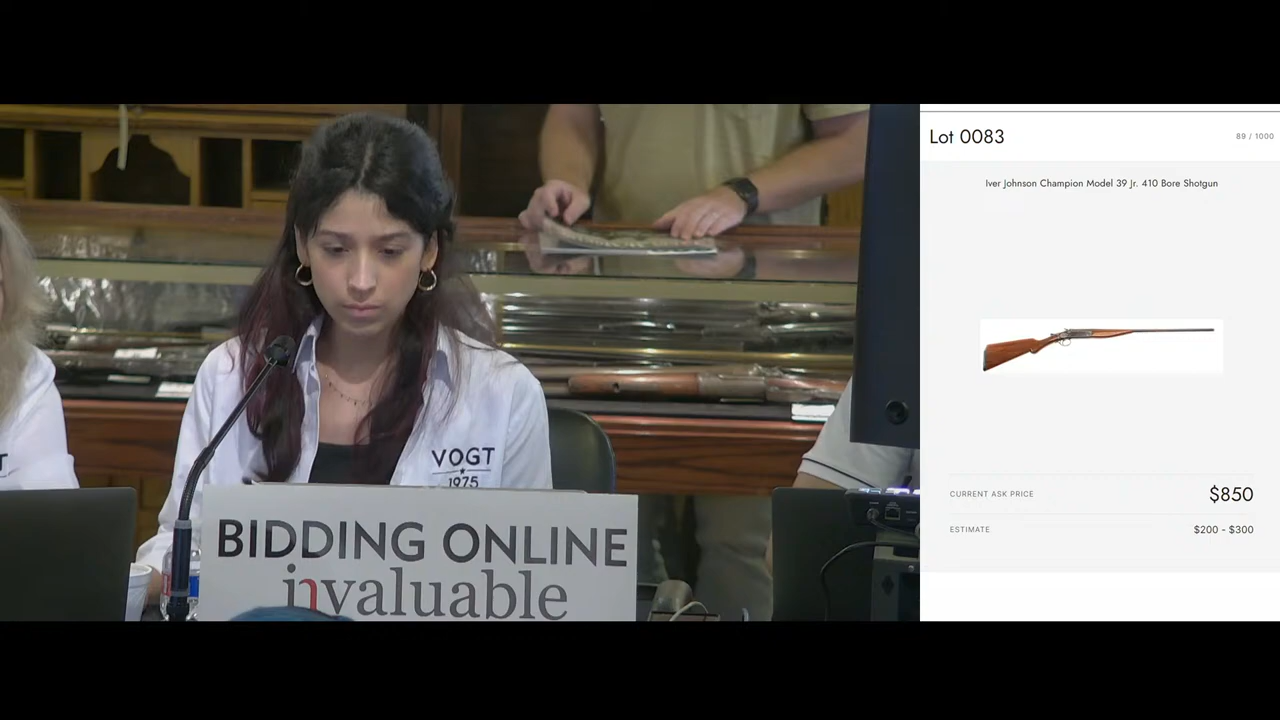 Lot 0083
89 / 1000
Iver Johnson Champion Model 39 Jr. 410 Bore Shotgun
CURRENT ASK PRICE
$850
ESTIMATE
$200 - $300
VOGT
1975
BIDDING ONLINE
invaluable
T